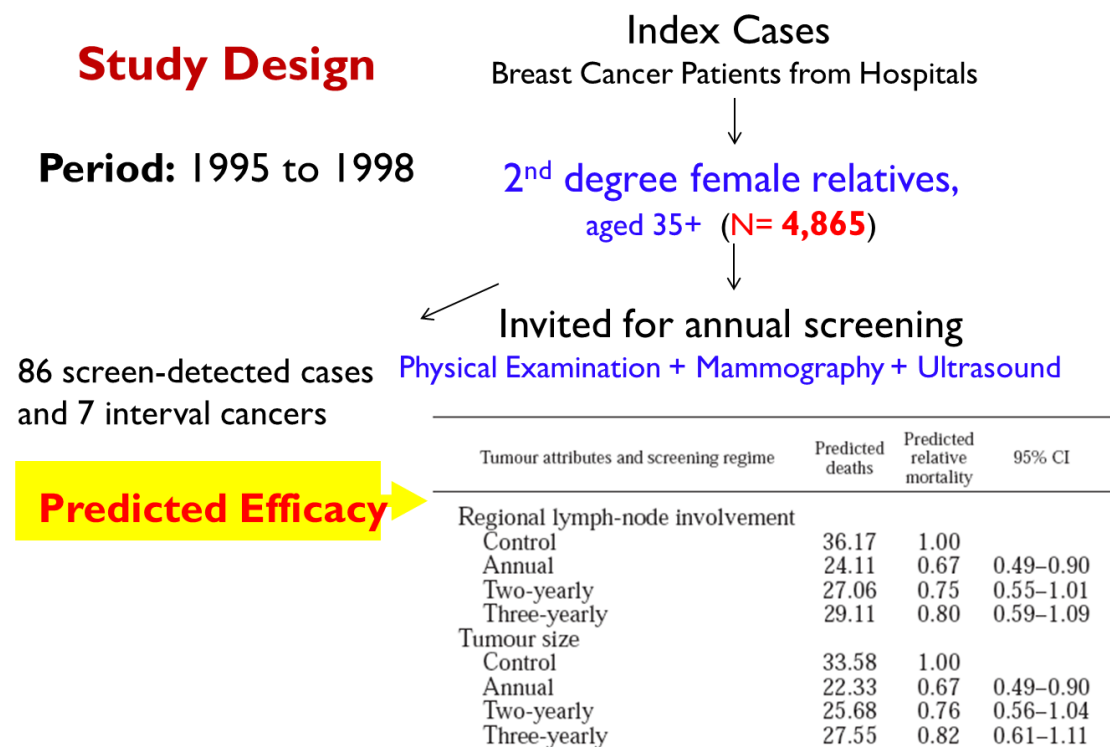 Study Design
Period: 1995 to 1998
Index Cases
Breast Cancer Patients from Hospitals
2nd degree female relatives,
aged 35+ (N= 4,865)
Invited for annual screening
Physical Examination + Mammography + Ultrasound
86 screen-detected cases
and 7 interval cancers
Predicted Efficacy
Tumour attributes and screening regime Predicted deaths Predicted relative mortality 95% CI
Regional lymph-node involvement
Control 36.17 1.00
Annual 24.11 0.67 0.49–0.90
Two-yearly 27.06 0.75 0.55–1.01
Three-yearly 29.11 0.80 0.59–1.09
Tumour size
Control 33.58 1.00
Annual 22.33 0.67 0.49–0.90
Two-yearly 25.68 0.76 0.56–1.04
Three-yearly 27.55 0.82 0.61–1.11